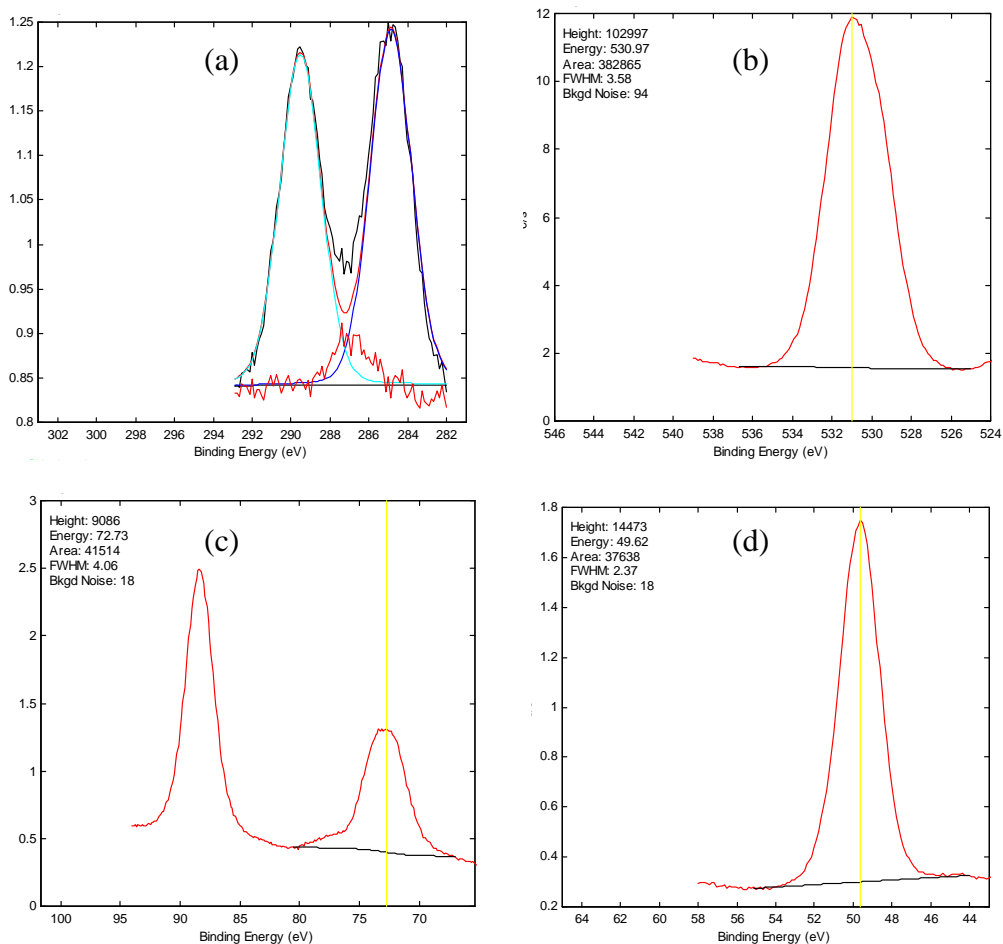 (a)
1.25
1.2
1.15
1.1
1.05
1
0.95
0.9
0.85
0.8
302 300 298 296 294 292 290 288 286 284 282
Binding Energy (eV)
(b)
Height: 102997
Energy: 530.97
Area: 382865
FWHM: 3.58
Bkgd Noise: 94
12
10
8
6
4
2
0
546 544 542 540 538 536 534 532 530 528 526 524
Binding Energy (eV)
(c)
Height: 9086
Energy: 72.73
Area: 41514
FWHM: 4.06
Bkgd Noise: 18
3
2.5
2
1.5
1
0.5
0
100 95 90 85 80 75 70
Binding Energy (eV)
(d)
Height: 14473
Energy: 49.62
Area: 37638
FWHM: 2.37
Bkgd Noise: 18
1.8
1.6
1.4
1.2
1
0.8
0.6
0.4
0.2
64 62 60 58 56 54 52 50 48 46 44
Binding Energy (eV)